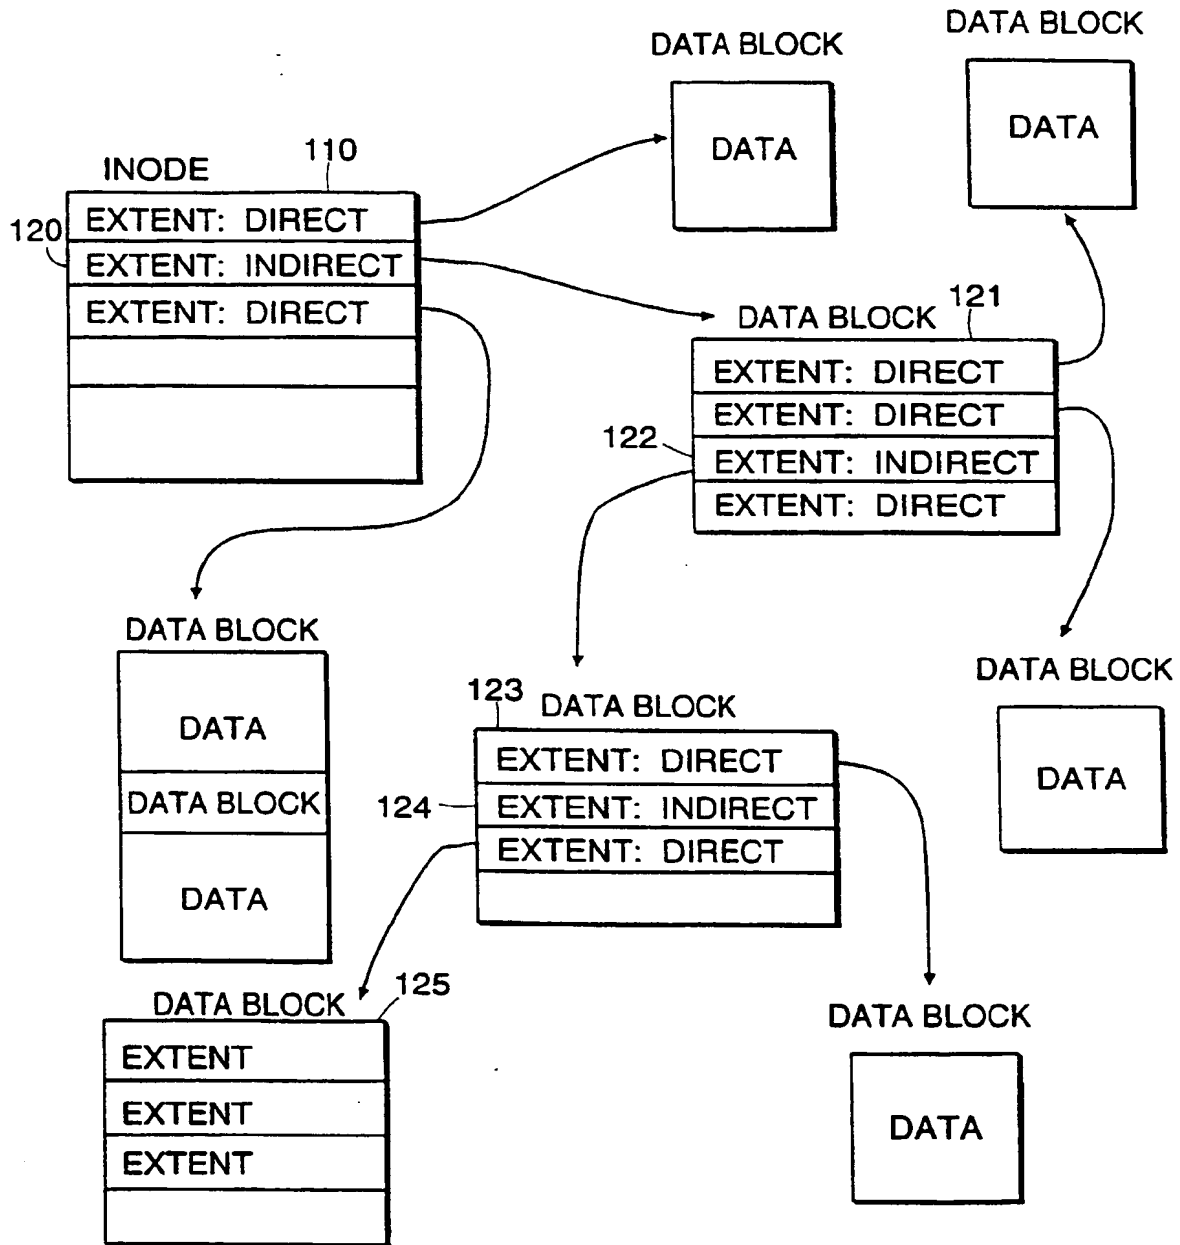 DATA BLOCK
DATA
DATA BLOCK
DATA
INODE
110
EXTENT: DIRECT
120
EXTENT: INDIRECT
EXTENT: DIRECT
DATA BLOCK
121
EXTENT: DIRECT
EXTENT: DIRECT
122
EXTENT: INDIRECT
EXTENT: DIRECT
DATA BLOCK
DATA
DATA BLOCK
DATA
DATA BLOCK
DATA
123
DATA BLOCK
EXTENT: DIRECT
124
EXTENT: INDIRECT
EXTENT: DIRECT
DATA BLOCK
125
EXTENT
EXTENT
EXTENT
DATA BLOCK
DATA